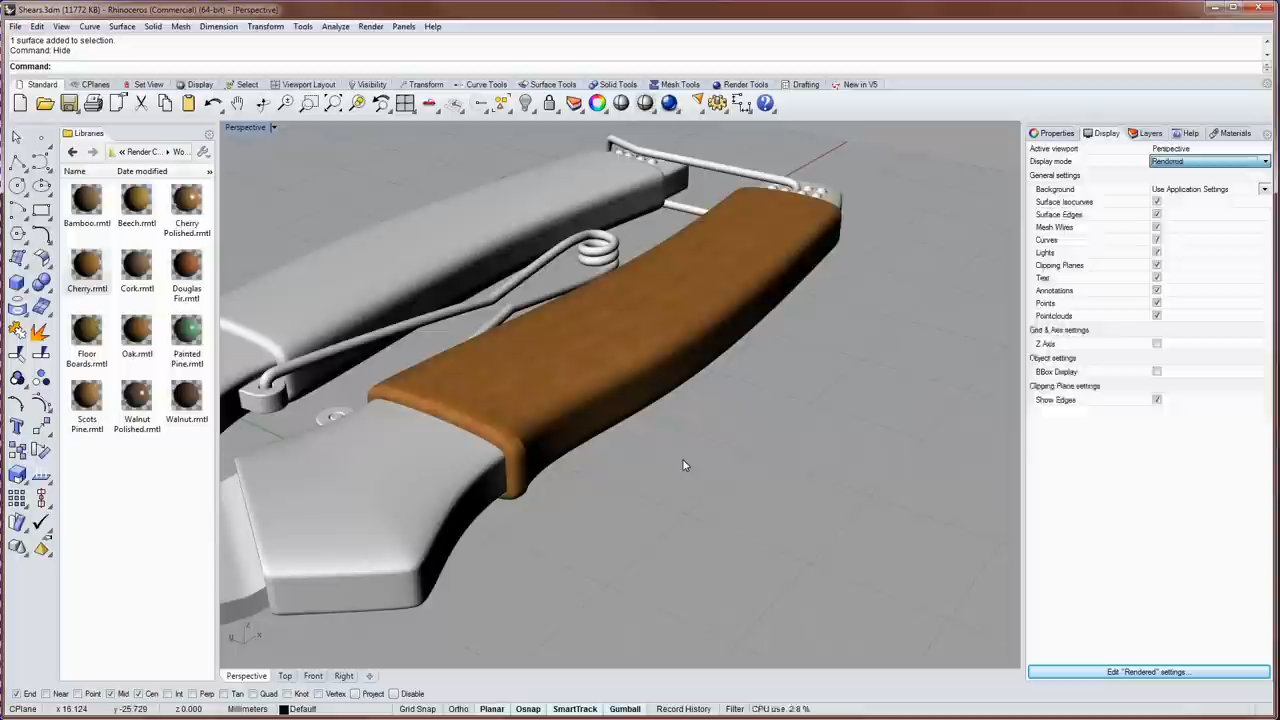 Shears.3dm (11772 KB) - Rhinoceros (Commercial) (64-bit) - [Perspective]
File Edit View Curve Surface Solid Mesh Dimension Transform Tools Analyze Render Panels Help
1 surface added to selection.
Command: Hide
Command:
Standard CPlanes Set View Display Select Viewport Layout Visibility Transform Curve Tools Surface Tools Solid Tools Mesh Tools Render Tools Drafting New in V5
Libraries
« Render C... Wo...
Name Date modified »
Bamboo.rmtl Beech.rmtl Cherry Polished.rmtl
Cherry.rmtl Cork.rmtl Douglas Fir.rmtl
Floor Boards.rmtl Oak.rmtl Painted Pine.rmtl
Scots Pine.rmtl Walnut Polished.rmtl Walnut.rmtl
Perspective
z
y x
Properties Display Layers Help Materials
Active viewport Perspective
Display mode Rendered
General settings
Background Use Application Settings
Surface Isocurves
Surface Edges
Mesh Wires
Curves
Lights
Clipping Planes
Text
Annotations
Points
Pointclouds
Grid & Axis settings
Z Axis
Object settings
BBox Display
Clipping Plane settings
Show Edges
Edit "Rendered" settings...
Perspective Top Front Right
End Near Point Mid Cen Int Perp Tan Quad Knot Vertex Project Disable
CPlane x 16.124 y -25.729 z 0.000 Millimeters Default Grid Snap Ortho Planar Osnap SmartTrack Gumball Record History Filter CPU use: 2.8 %